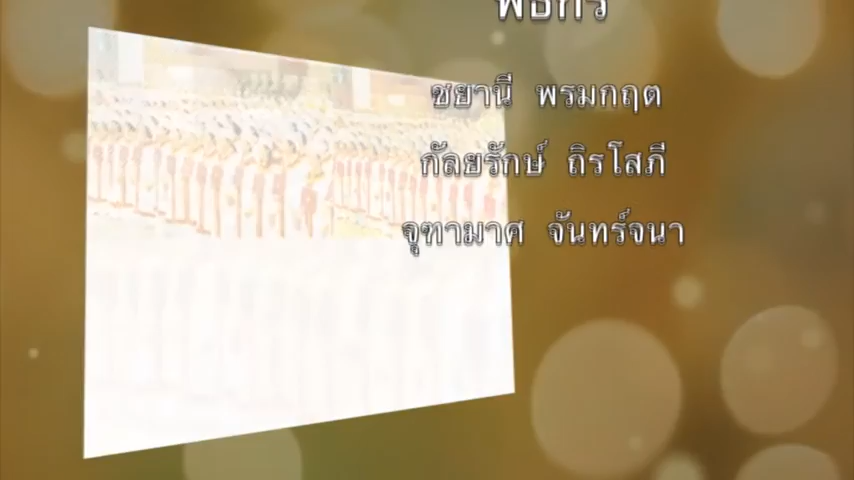 พิธีกร
ชยานี พรมกฤต
กัลยรักษ์ ถิรโสภี
จุฑามาศ จันทร์จนา